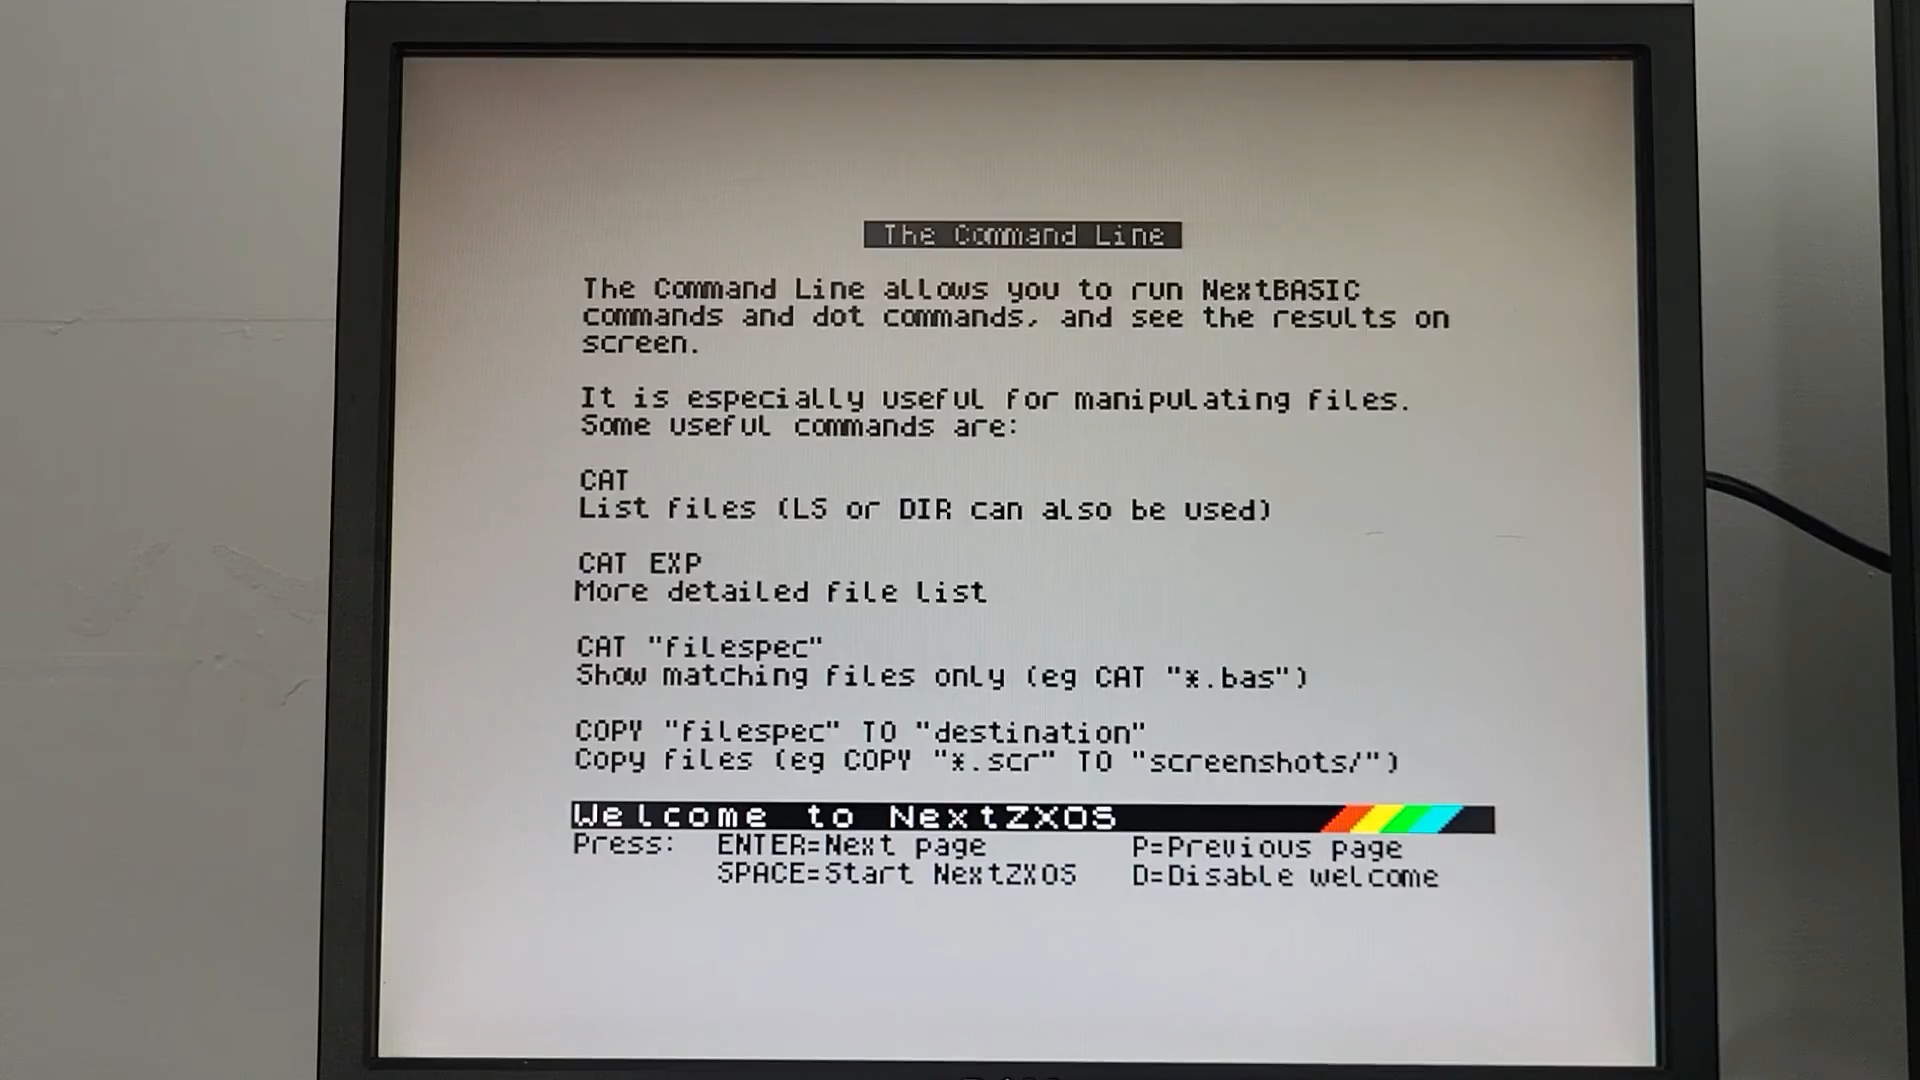 The Command Line
The Command Line allows you to run NextBASIC
commands and dot commands, and see the results on
screen.
It is especially useful for manipulating files.
Some useful commands are:
CAT
List files (LS or DIR can also be used)
CAT EXP
More detailed file list
CAT "filespec"
Show matching files only (eg CAT "*.bas")
COPY "filespec" TO "destination"
Copy files (eg COPY "*.scr" TO "screenshots/")
Welcome to NextZXOS
Press: ENTER=Next page P=Previous page
SPACE=Start NextZXOS D=Disable welcome